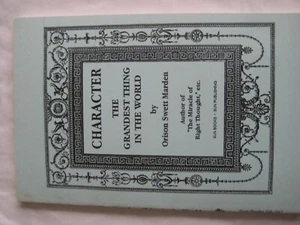 CHARACTER
THE
GRANDEST THING
IN THE WORLD
by
Orison Swett Marden
Author of
"The Miracle of
Right Thought," etc.